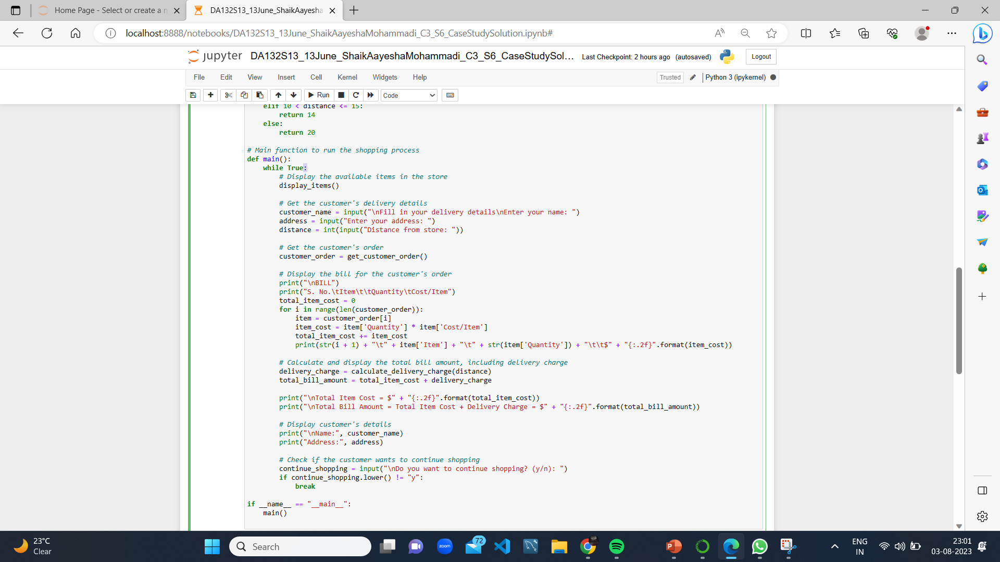 Home Page - Select or create a n
DA132S13_13June_ShaikAayesha
localhost:8888/notebooks/DA132S13_13June_ShaikAayeshaMohammadi_C3_S6_CaseStudySolution.ipynb#
jupyter DA132S13_13June_ShaikAayeshaMohammadi_C3_S6_CaseStudySol... Last Checkpoint: 2 hours ago (autosaved) Logout
File Edit View Insert Cell Kernel Widgets Help Trusted Python 3 (ipykernel)
Run Code
    elif 10 < distance <= 15:
        return 14
    else:
        return 20
# Main function to run the shopping process
def main():
    while True:
        # Display the available items in the store
        display_items()
        # Get the customer's delivery details
        customer_name = input("\nFill in your delivery details\nEnter your name: ")
        address = input("Enter your address: ")
        distance = int(input("Distance from store: "))
        # Get the customer's order
        customer_order = get_customer_order()
        # Display the bill for the customer's order
        print("\nBILL")
        print("S. No.\tItem\t\tQuantity\tCost/Item")
        total_item_cost = 0
        for i in range(len(customer_order)):
            item = customer_order[i]
            item_cost = item['Quantity'] * item['Cost/Item']
            total_item_cost += item_cost
            print(str(i + 1) + "\t" + item['Item'] + "\t" + str(item['Quantity']) + "\t\t$" + "{:.2f}".format(item_cost))
        # Calculate and display the total bill amount, including delivery charge
        delivery_charge = calculate_delivery_charge(distance)
        total_bill_amount = total_item_cost + delivery_charge
        print("\nTotal Item Cost = $" + "{:.2f}".format(total_item_cost))
        print("\nTotal Bill Amount = Total Item Cost + Delivery Charge = $" + "{:.2f}".format(total_bill_amount))
        # Display customer's details
        print("\nName:", customer_name)
        print("Address:", address)
        # Check if the customer wants to continue shopping
        continue_shopping = input("\nDo you want to continue shopping? (y/n): ")
        if continue_shopping.lower() != "y":
            break
if __name__ == "__main__":
    main()
23°C
Clear
Search
zoom
72
ENG
IN
23:01
03-08-2023